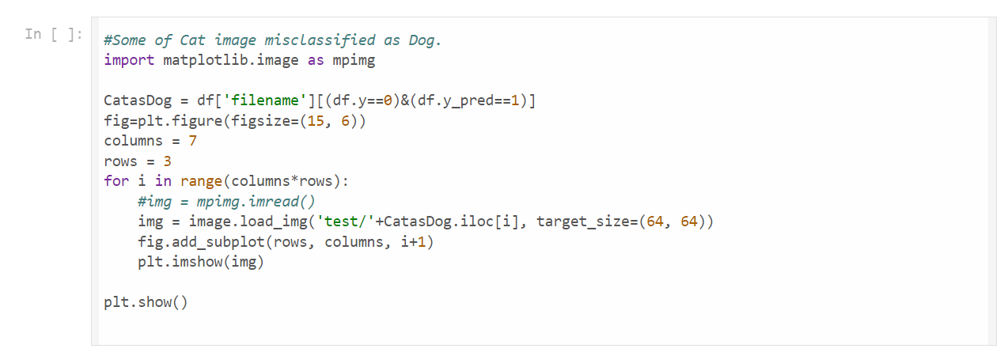 In [ ]:
#Some of Cat image misclassified as Dog.
import matplotlib.image as mpimg

CatasDog = df['filename'][(df.y==0)&(df.y_pred==1)]
fig=plt.figure(figsize=(15, 6))
columns = 7
rows = 3
for i in range(columns*rows):
    #img = mpimg.imread()
    img = image.load_img('test/'+CatasDog.iloc[i], target_size=(64, 64))
    fig.add_subplot(rows, columns, i+1)
    plt.imshow(img)

plt.show()